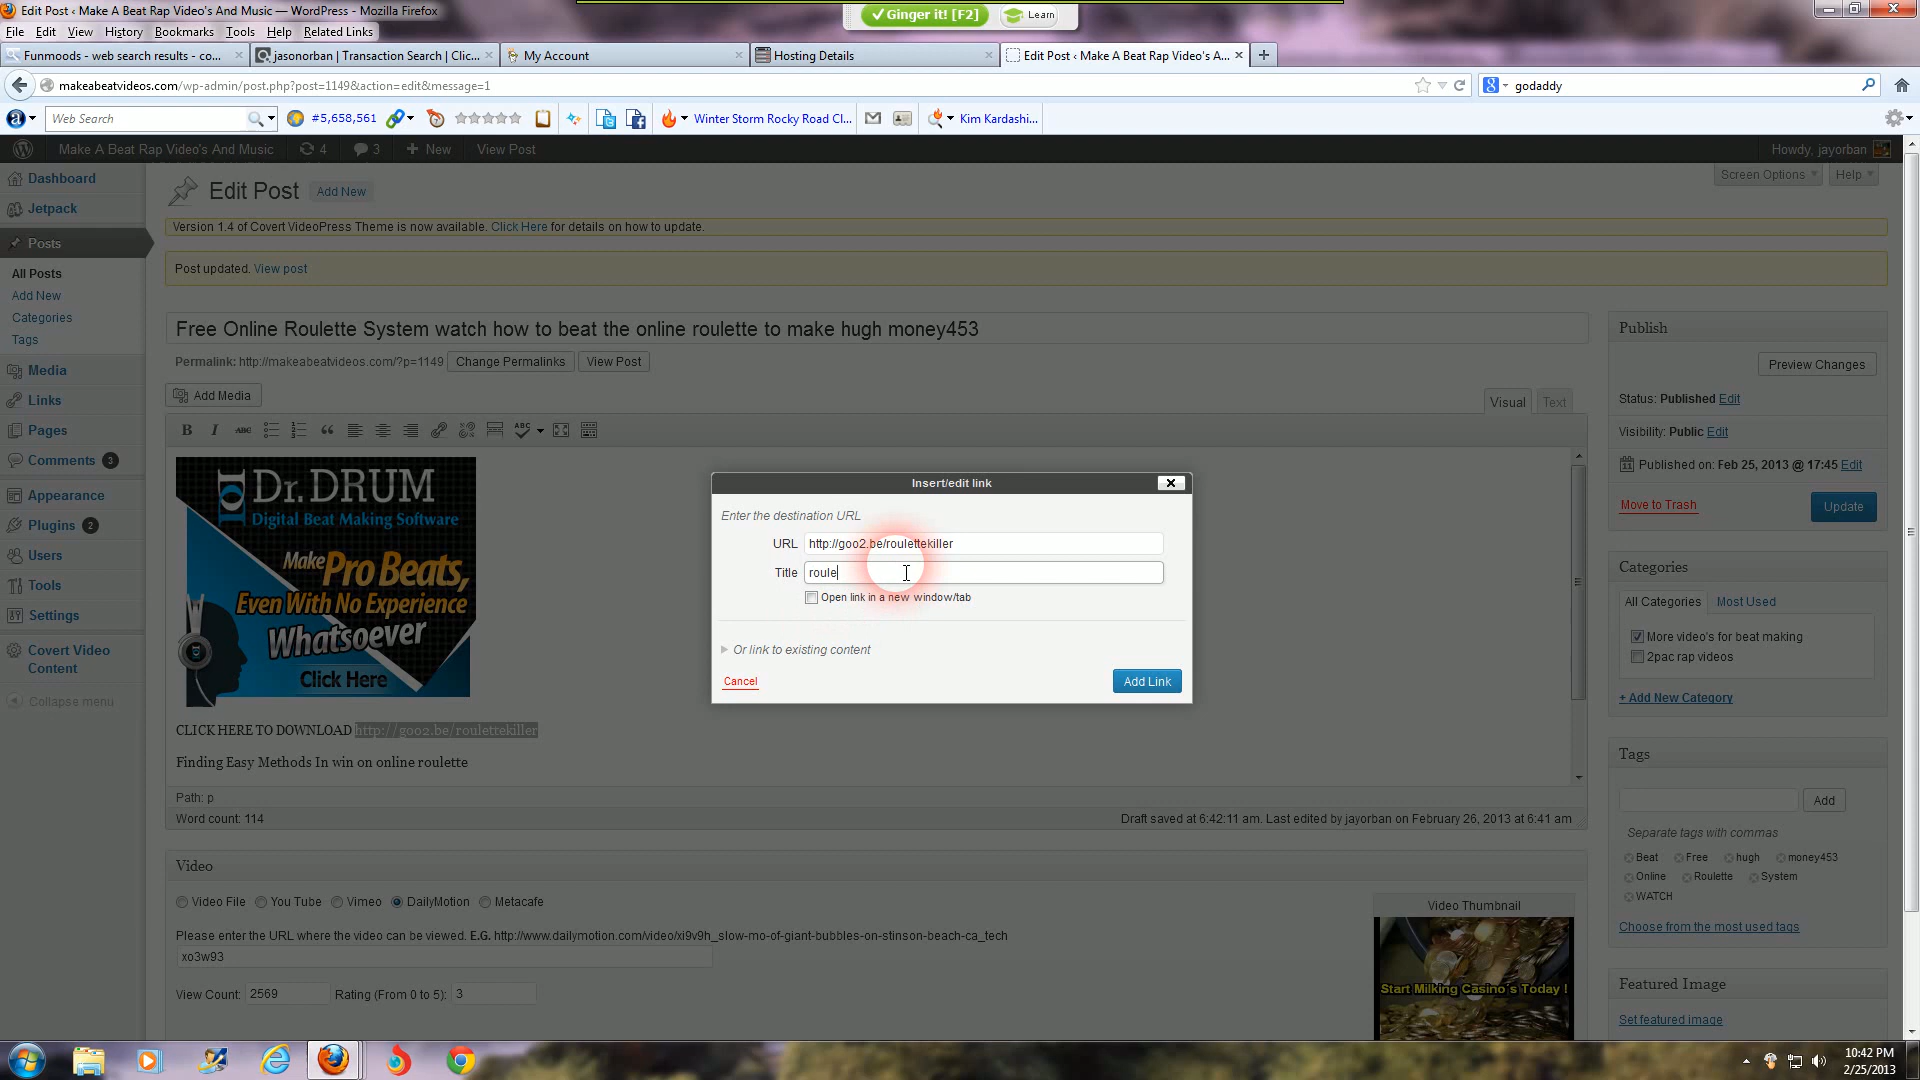 Edit Post ‹ Make A Beat Rap Video's And Music — WordPress - Mozilla Firefox
✓ Ginger it! [F2] Learn
File Edit View History Bookmarks Tools Help Related Links
Funmoods - web search results - co...
jasonorban | Transaction Search | Clic...
My Account
Hosting Details
Edit Post ‹ Make A Beat Rap Video's A...
makeabeatvideos.com/wp-admin/post.php?post=1149&action=edit&message=1
godaddy
Web Search
#5,658,561
Winter Storm Rocky Road Cl...
Kim Kardashi...
Make A Beat Rap Video's And Music 4 3 + New View Post
Howdy, jayorban
Dashboard
Jetpack
Posts
All Posts
Add New
Categories
Tags
Media
Links
Pages
Comments 3
Appearance
Plugins 2
Users
Tools
Settings
Covert Video
Content
Collapse menu
Edit Post Add New
Screen Options Help
Version 1.4 of Covert VideoPress Theme is now available. Click Here for details on how to update.
Post updated. View post
Free Online Roulette System watch how to beat the online roulette to make hugh money453
Permalink: http://makeabeatvideos.com/?p=1149 Change Permalinks View Post
Add Media
Visual Text
B I ABC ABC
Dr.DRUM
Digital Beat Making Software
Make Pro Beats,
Even With No Experience
Whatsoever
Click Here
CLICK HERE TO DOWNLOAD http://goo2.be/roulettekiller
Finding Easy Methods In win on online roulette
Path: p
Word count: 114
Draft saved at 6:42:11 am. Last edited by jayorban on February 26, 2013 at 6:41 am
Insert/edit link
Enter the destination URL
URL http://goo2.be/roulettekiller
Title roule
Open link in a new window/tab
Or link to existing content
Cancel
Add Link
Video
Video File You Tube Vimeo DailyMotion Metacafe
Please enter the URL where the video can be viewed. E.G. http://www.dailymotion.com/video/xi9v9h_slow-mo-of-giant-bubbles-on-stinson-beach-ca_tech
xo3w93
View Count: 2569 Rating (From 0 to 5): 3
Video Thumbnail
Start Milking Casino's Today !
Publish
Preview Changes
Status: Published Edit
Visibility: Public Edit
Published on: Feb 25, 2013 @ 17:45 Edit
Move to Trash
Update
Categories
All Categories Most Used
More video's for beat making
2pac rap videos
+ Add New Category
Tags
Add
Separate tags with commas
Beat Free hugh money453
Online Roulette System
WATCH
Choose from the most used tags
Featured Image
Set featured image
10:42 PM
2/25/2013